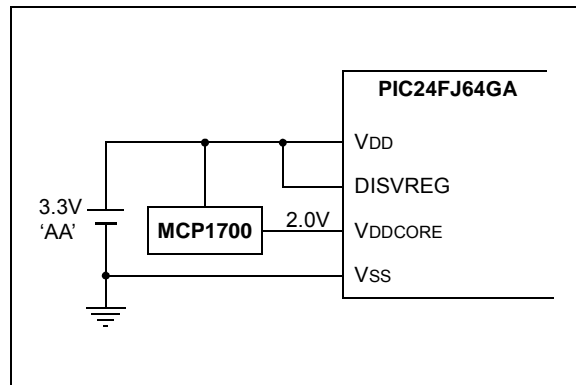 PIC24FJ64GA
VDD
DISVREG
3.3V
'AA'
MCP1700
2.0V
VDDCORE
VSS